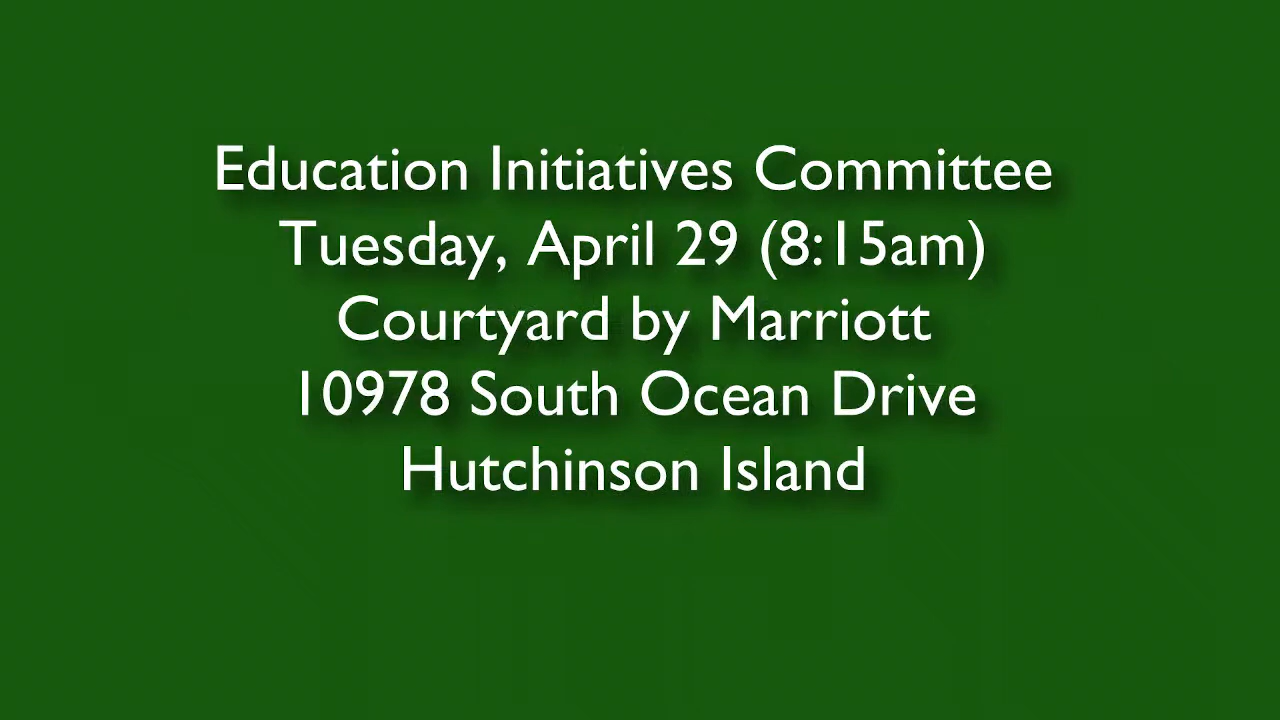 Education Initiatives Committee
Tuesday, April 29 (8:15am)
Courtyard by Marriott
10978 South Ocean Drive
Hutchinson Island